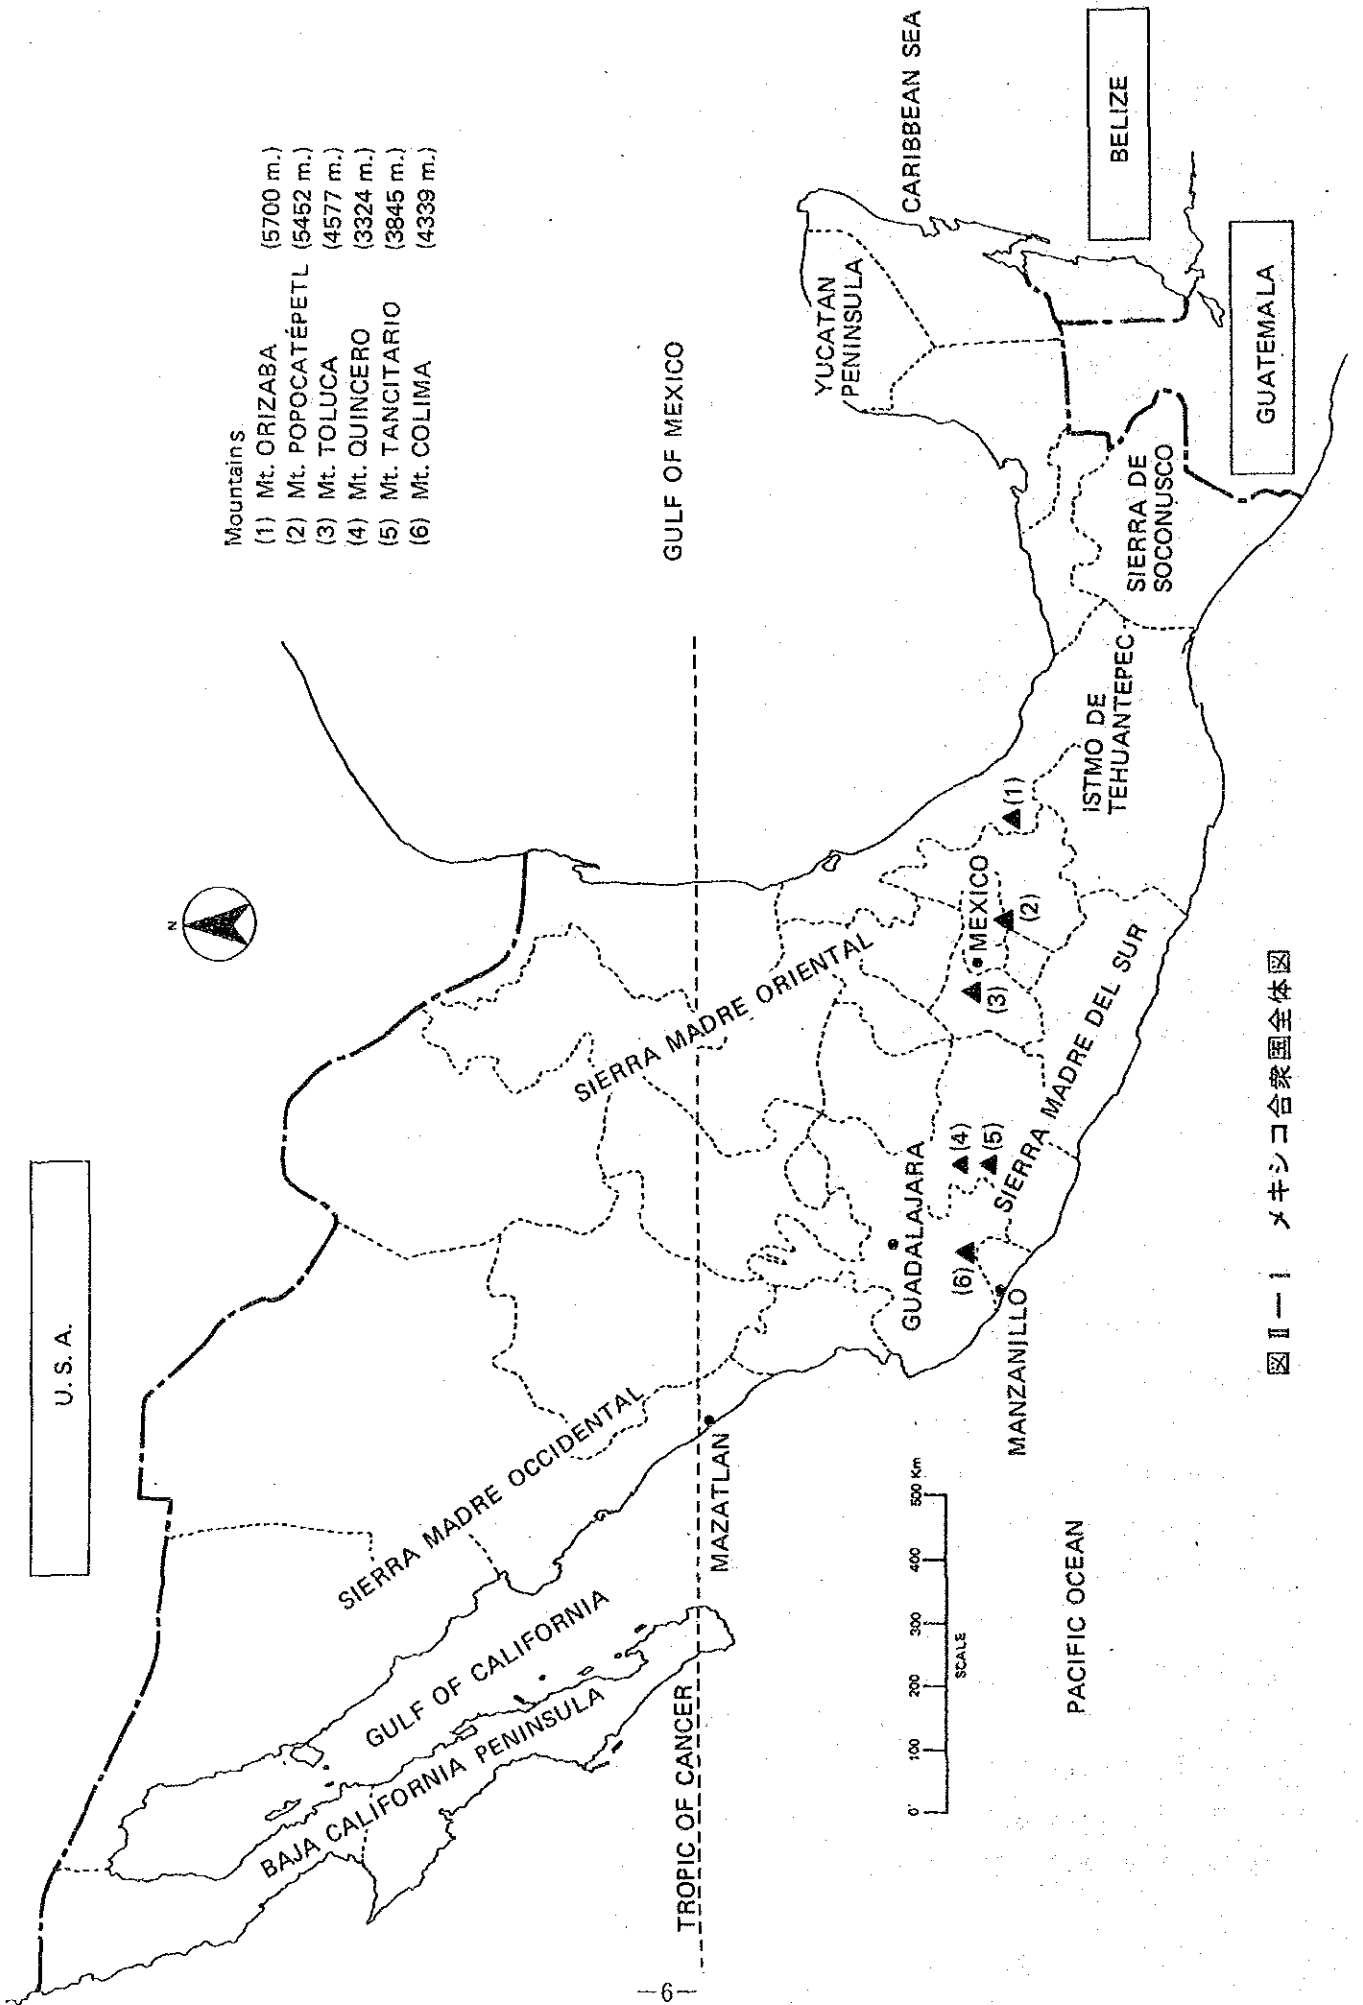 U. S. A.
N
Mountains
(1) Mt. ORIZABA (5700 m.)
(2) Mt. POPOCATÉPETL (5452 m.)
(3) Mt. TOLUCA (4577 m.)
(4) Mt. QUINCERO (3324 m.)
(5) Mt. TANCITARIO (3845 m.)
(6) Mt. COLIMA (4339 m.)
SIERRA MADRE OCCIDENTAL
GULF OF CALIFORNIA
BAJA CALIFORNIA PENINSULA
SIERRA MADRE ORIENTAL
GULF OF MEXICO
TROPIC OF CANCER
MAZATLAN
YUCATAN
PENINSULA
CARIBBEAN SEA
GUADALAJARA
MEXICO
(1)
(2)
(3)
(4)
(5)
(6)
MANZANILLO
SIERRA MADRE DEL SUR
ISTMO DE
TEHUANTEPEC
SIERRA DE
SOCONUSCO
BELIZE
GUATEMALA
0 100 200 300 400 500 Km
SCALE
PACIFIC OCEAN
図Ⅱ−1 メキシコ合衆国全体図
—6—